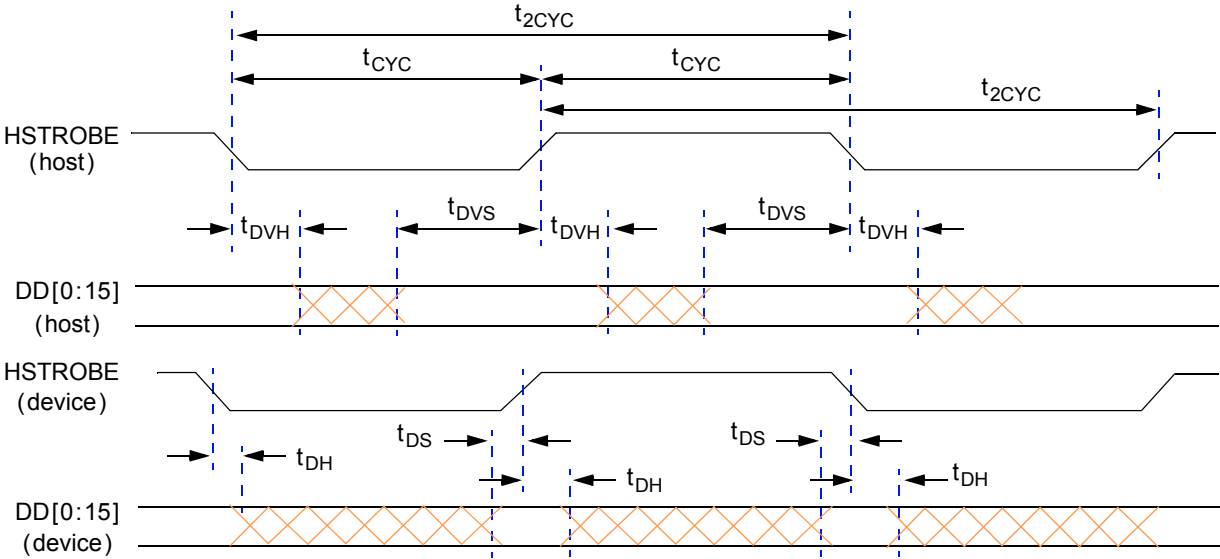 t2CYC
tCYC tCYC
t2CYC
HSTROBE
(host)
tDVH tDVS tDVH tDVS tDVH
DD[0:15]
(host)
HSTROBE
(device)
tDS tDS
tDH tDH tDH
DD[0:15]
(device)